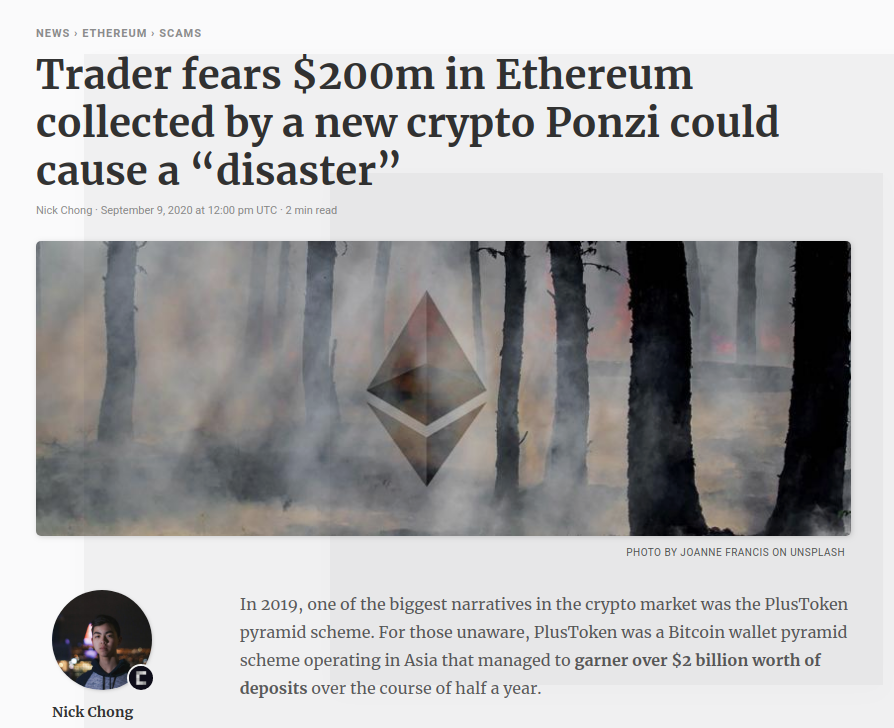 NEWS › ETHEREUM › SCAMS
Trader fears $200m in Ethereum
collected by a new crypto Ponzi could
cause a “disaster”
Nick Chong · September 9, 2020 at 12:00 pm UTC · 2 min read
PHOTO BY JOANNE FRANCIS ON UNSPLASH
In 2019, one of the biggest narratives in the crypto market was the PlusToken
pyramid scheme. For those unaware, PlusToken was a Bitcoin wallet pyramid
scheme operating in Asia that managed to garner over $2 billion worth of
deposits over the course of half a year.
Nick Chong